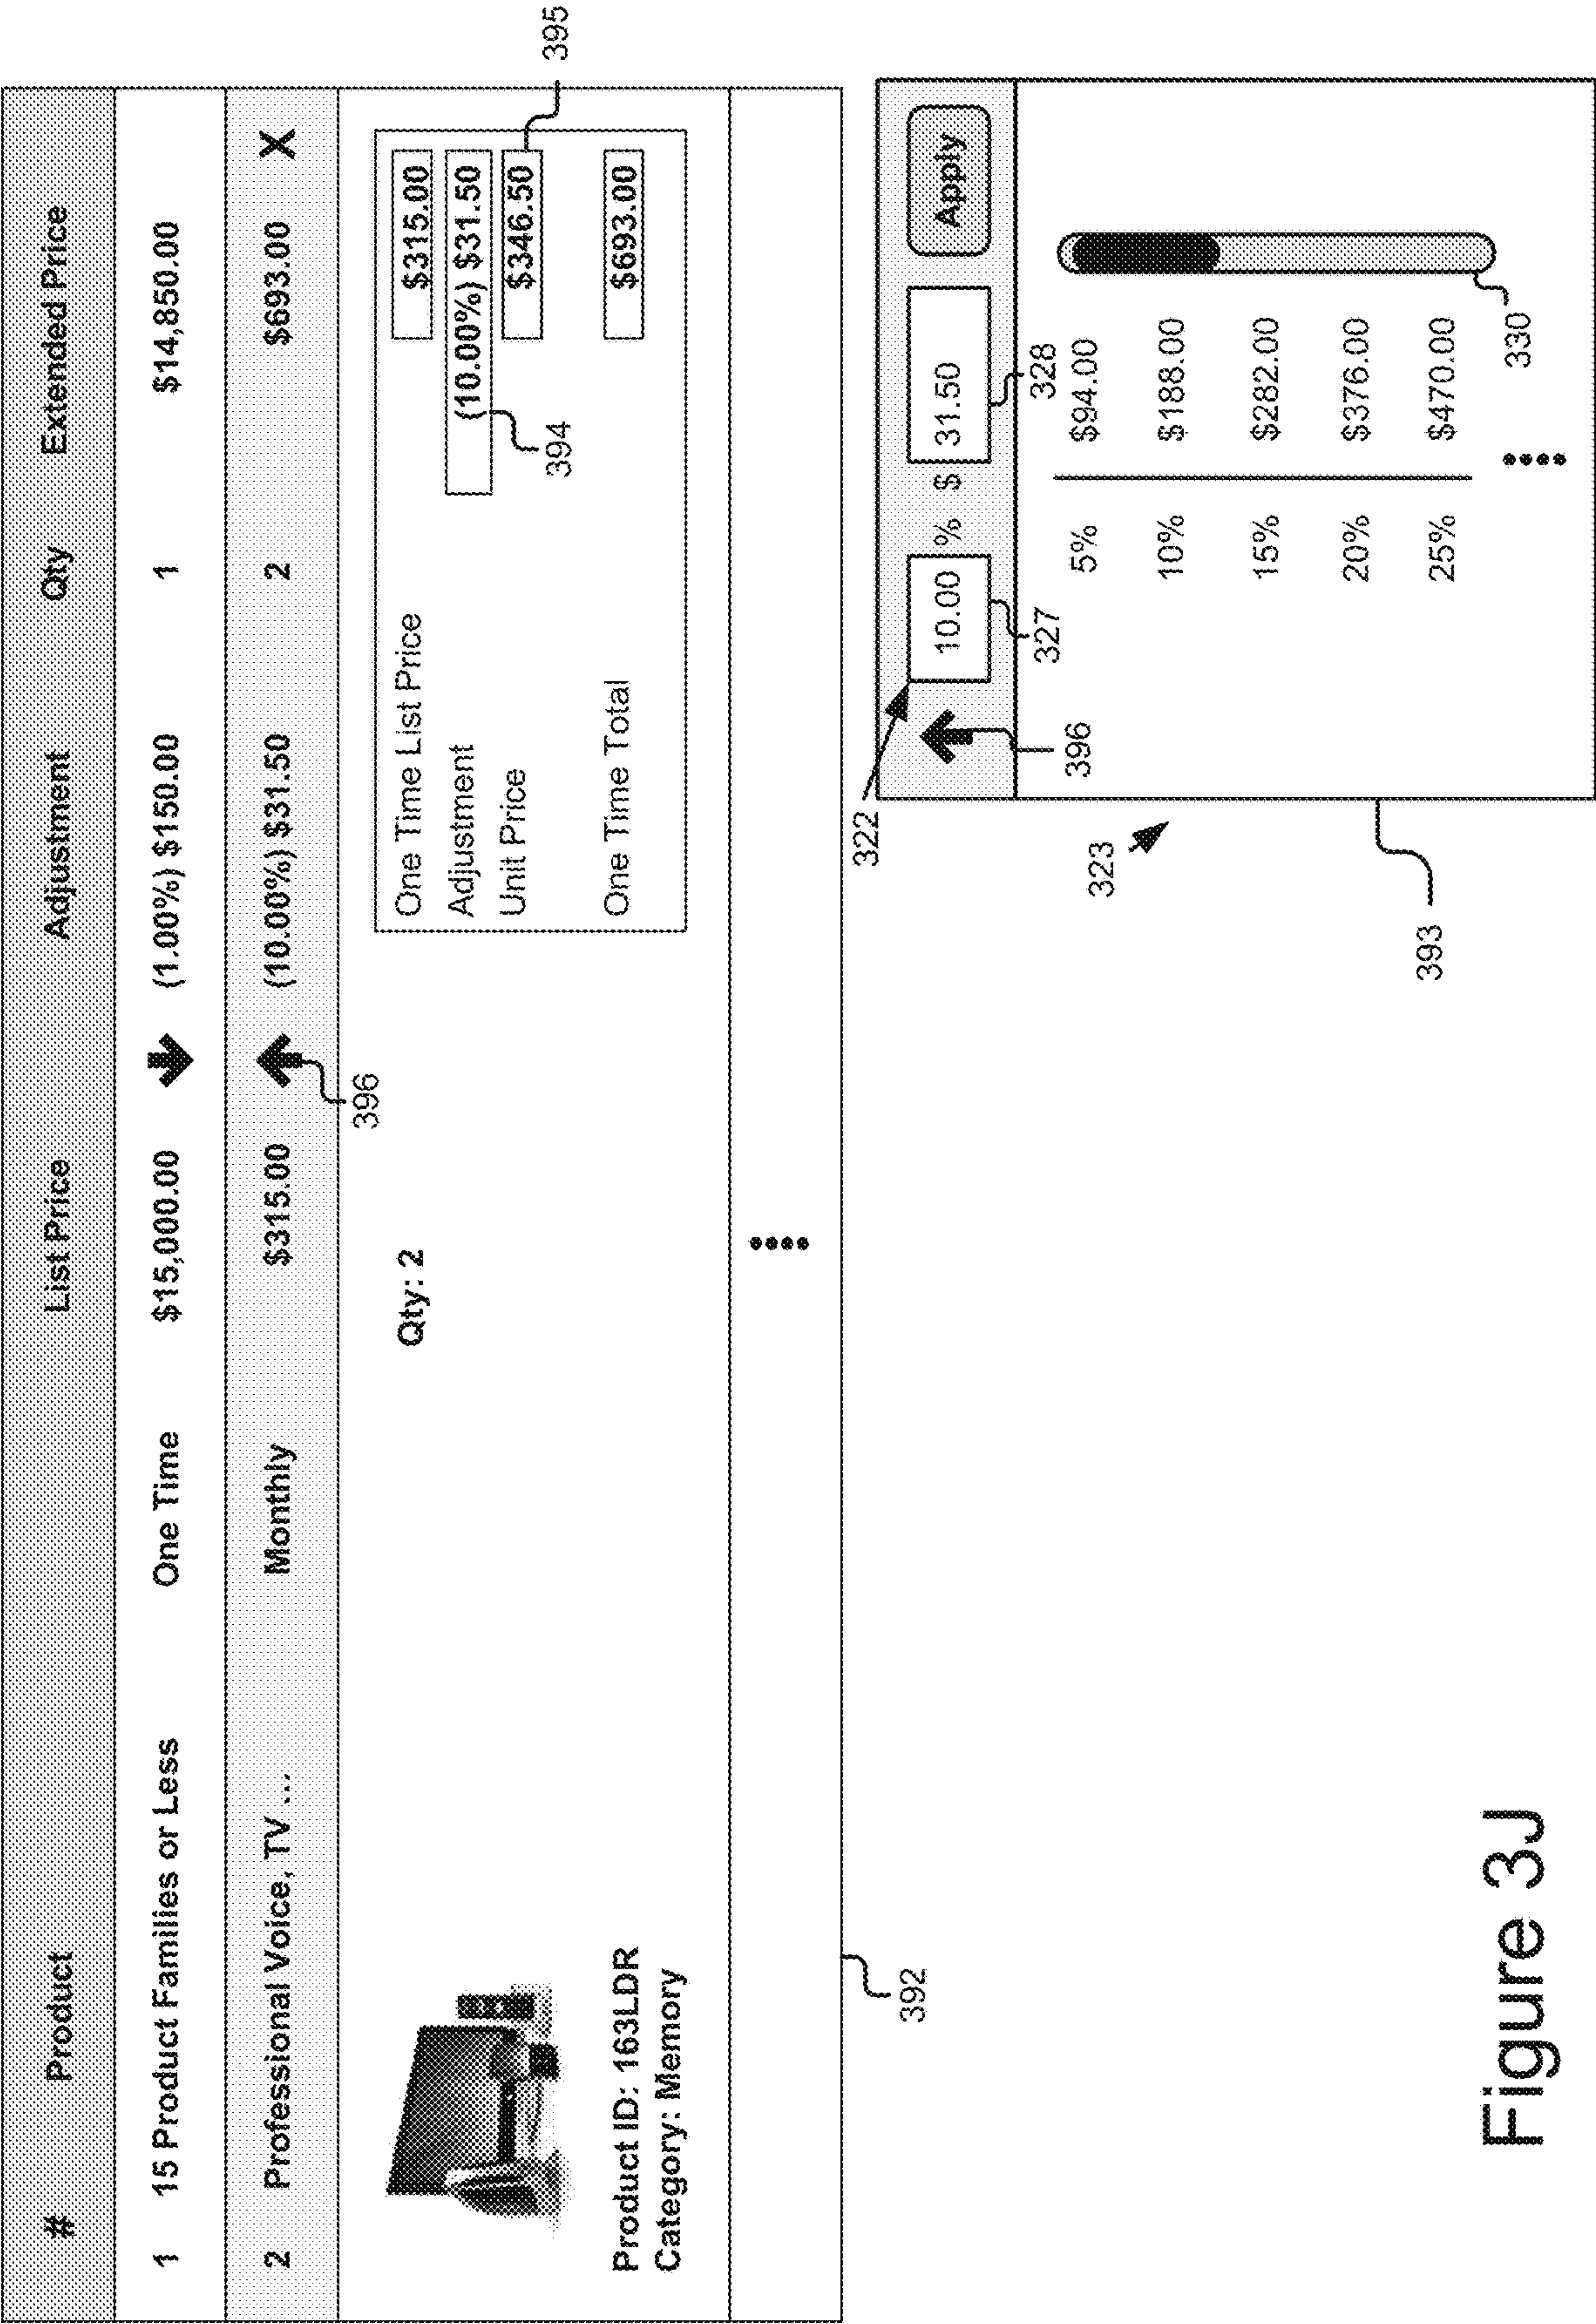 # Product List Price Adjustment Qty Extended Price
1 15 Product Families or Less One Time $15,000.00 (1.00%) $150.00 1 $14,850.00
2 Professional Voice, TV ... Monthly $315.00 (10.00%) $31.50 2 $693.00 X
396
Qty: 2
One Time List Price $315.00
Adjustment (10.00%) $31.50
394
Unit Price $346.50
395
One Time Total $693.00
Product ID: 163LDR
Category: Memory
392
322
10.00 % $ 31.50 Apply
396
327
328
323
5% $94.00
10% $188.00
15% $282.00
20% $376.00
25% $470.00
330
393
Figure 3J